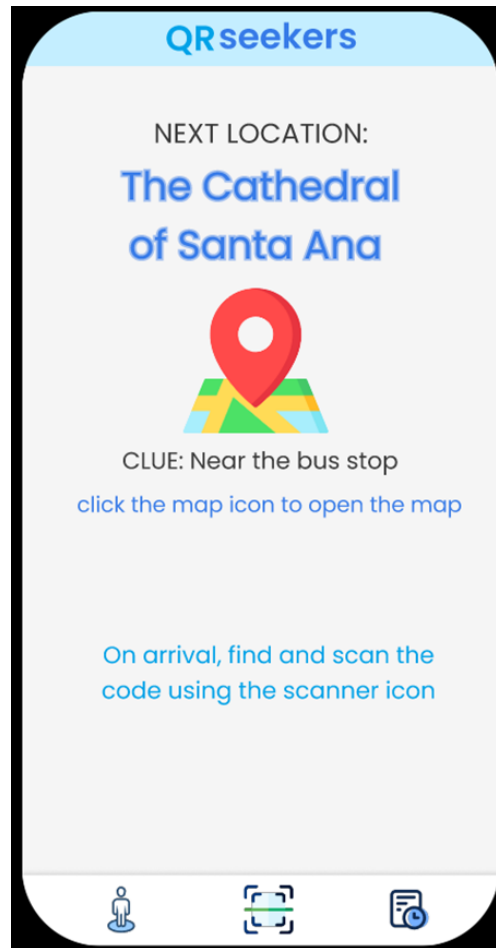 QRseekers
NEXT LOCATION:
The Cathedral
of Santa Ana
CLUE: Near the bus stop
click the map icon to open the map
On arrival, find and scan the
code using the scanner icon